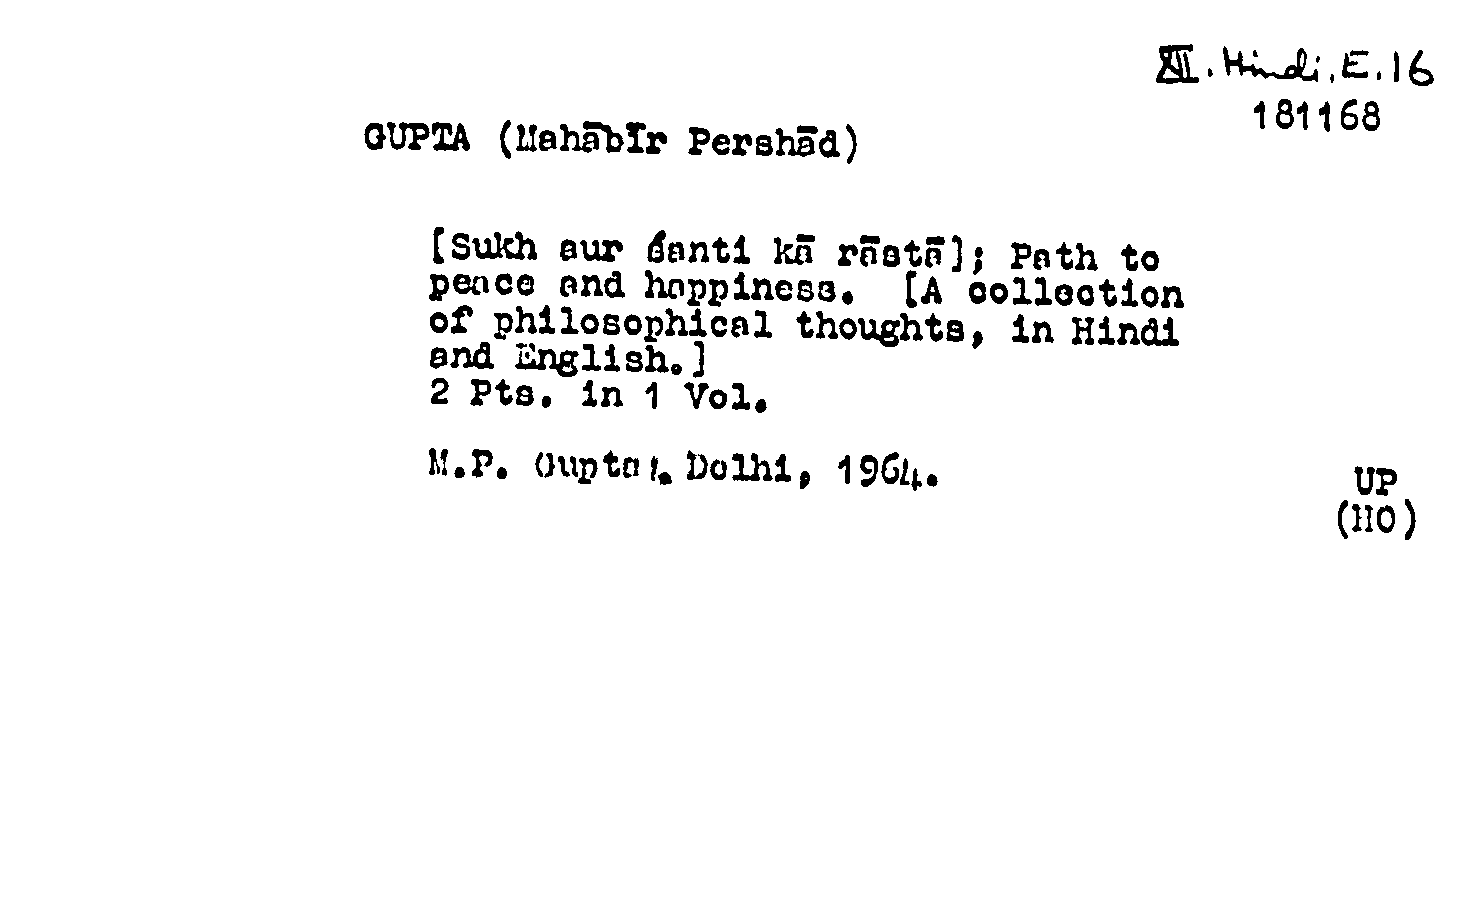 XII. Hindi. E. 16
181168
GUPTA (Mahābīr Pershād)
[Sukh aur śanti kā rāstā]; Path to
peace and happiness. [A collection
of philosophical thoughts, in Hindi
and English.]
2 Pts. in 1 Vol.
M.P. Gupta, Delhi, 1964.
UP
(HO)